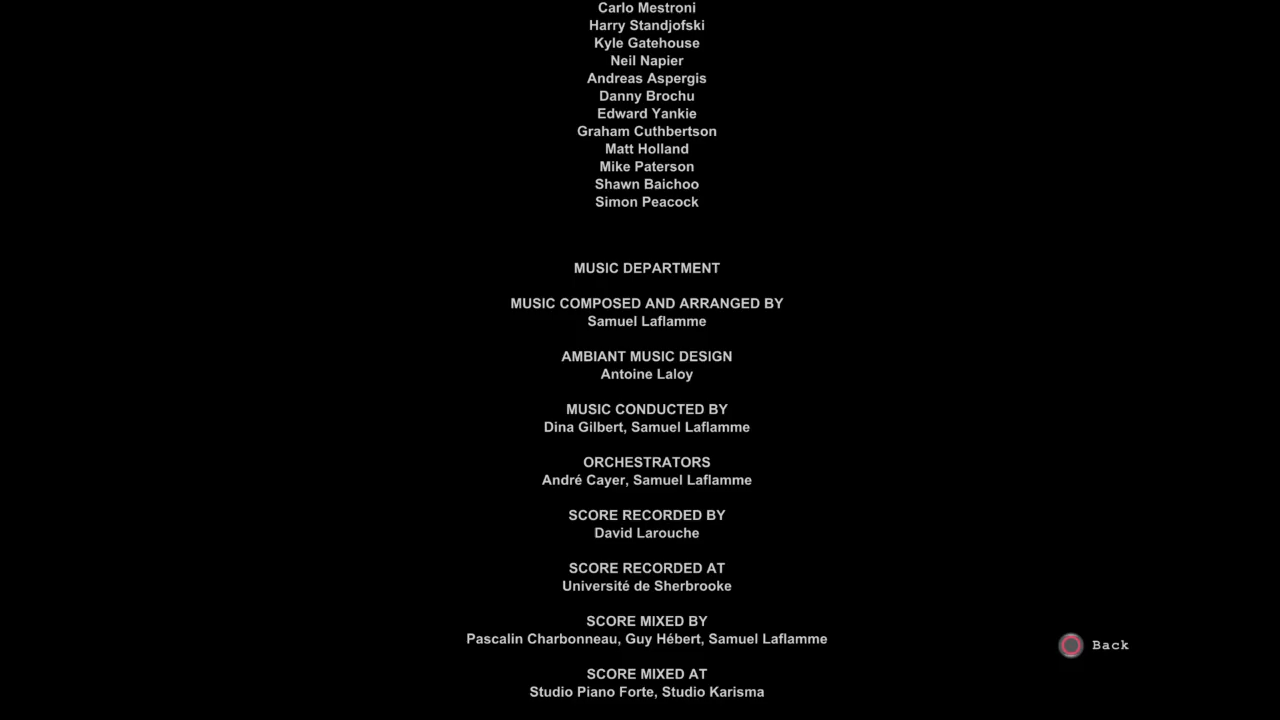 Carlo Mestroni
Harry Standjofski
Kyle Gatehouse
Neil Napier
Andreas Aspergis
Danny Brochu
Edward Yankie
Graham Cuthbertson
Matt Holland
Mike Paterson
Shawn Baichoo
Simon Peacock
MUSIC DEPARTMENT
MUSIC COMPOSED AND ARRANGED BY
Samuel Laflamme
AMBIANT MUSIC DESIGN
Antoine Laloy
MUSIC CONDUCTED BY
Dina Gilbert, Samuel Laflamme
ORCHESTRATORS
André Cayer, Samuel Laflamme
SCORE RECORDED BY
David Larouche
SCORE RECORDED AT
Université de Sherbrooke
SCORE MIXED BY
Pascalin Charbonneau, Guy Hébert, Samuel Laflamme
SCORE MIXED AT
Studio Piano Forte, Studio Karisma
Back